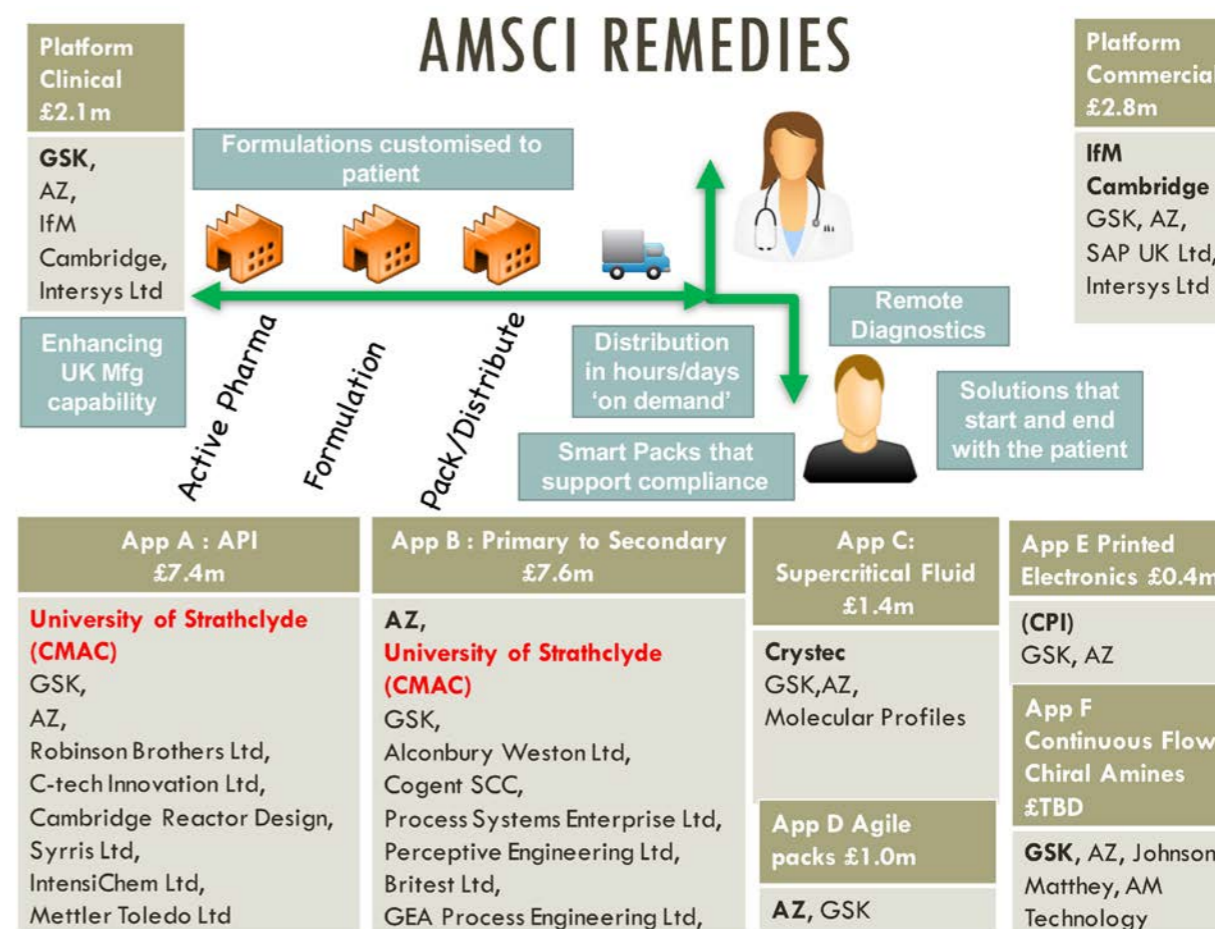 AMSCI REMEDIES
Platform
Clinical
£2.1m
GSK,
AZ,
IfM
Cambridge,
Intersys Ltd
Platform
Commercial
£2.8m
IfM
Cambridge
GSK, AZ,
SAP UK Ltd,
Intersys Ltd
Formulations customised to
patient
Enhancing
UK Mfg
capability
Active Pharma
Formulation
Pack/Distribute
Distribution
in hours/days
‘on demand’
Remote
Diagnostics
Smart Packs that
support compliance
Solutions that
start and end
with the patient
App A : API
£7.4m
University of Strathclyde
(CMAC)
GSK,
AZ,
Robinson Brothers Ltd,
C-tech Innovation Ltd,
Cambridge Reactor Design,
Syrris Ltd,
IntensiChem Ltd,
Mettler Toledo Ltd
App B : Primary to Secondary
£7.6m
AZ,
University of Strathclyde
(CMAC)
GSK,
Alconbury Weston Ltd,
Cogent SCC,
Process Systems Enterprise Ltd,
Perceptive Engineering Ltd,
Britest Ltd,
GEA Process Engineering Ltd,
App C:
Supercritical Fluid
£1.4m
Crystec
GSK,AZ,
Molecular Profiles
App D Agile
packs £1.0m
AZ, GSK
App E Printed
Electronics £0.4m
(CPI)
GSK, AZ
App F
Continuous Flow
Chiral Amines
£TBD
GSK, AZ, Johnson
Matthey, AM
Technology